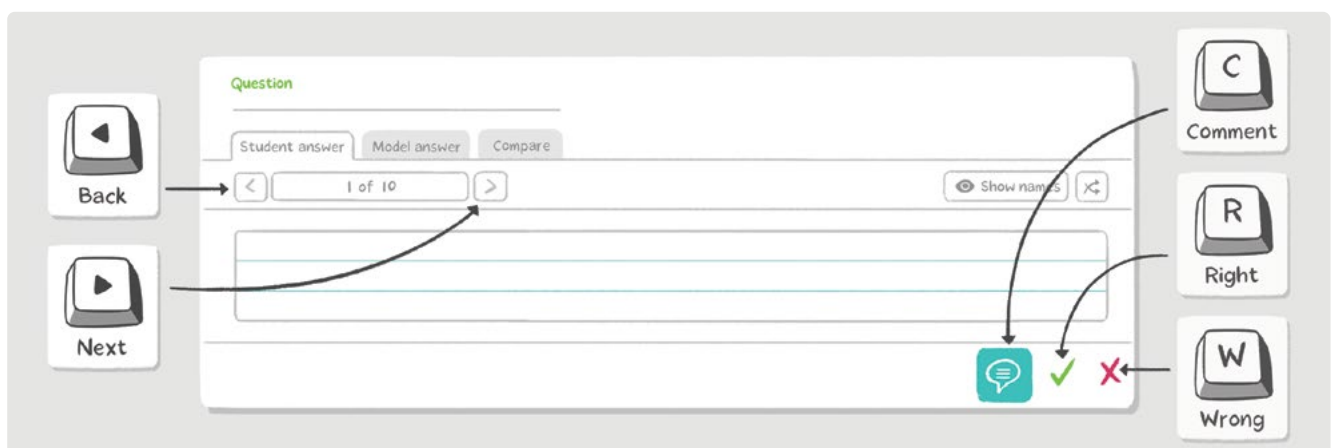 Question
Student answer Model answer Compare
1 of 10
Show names
Back
Next
C
Comment
R
Right
W
Wrong